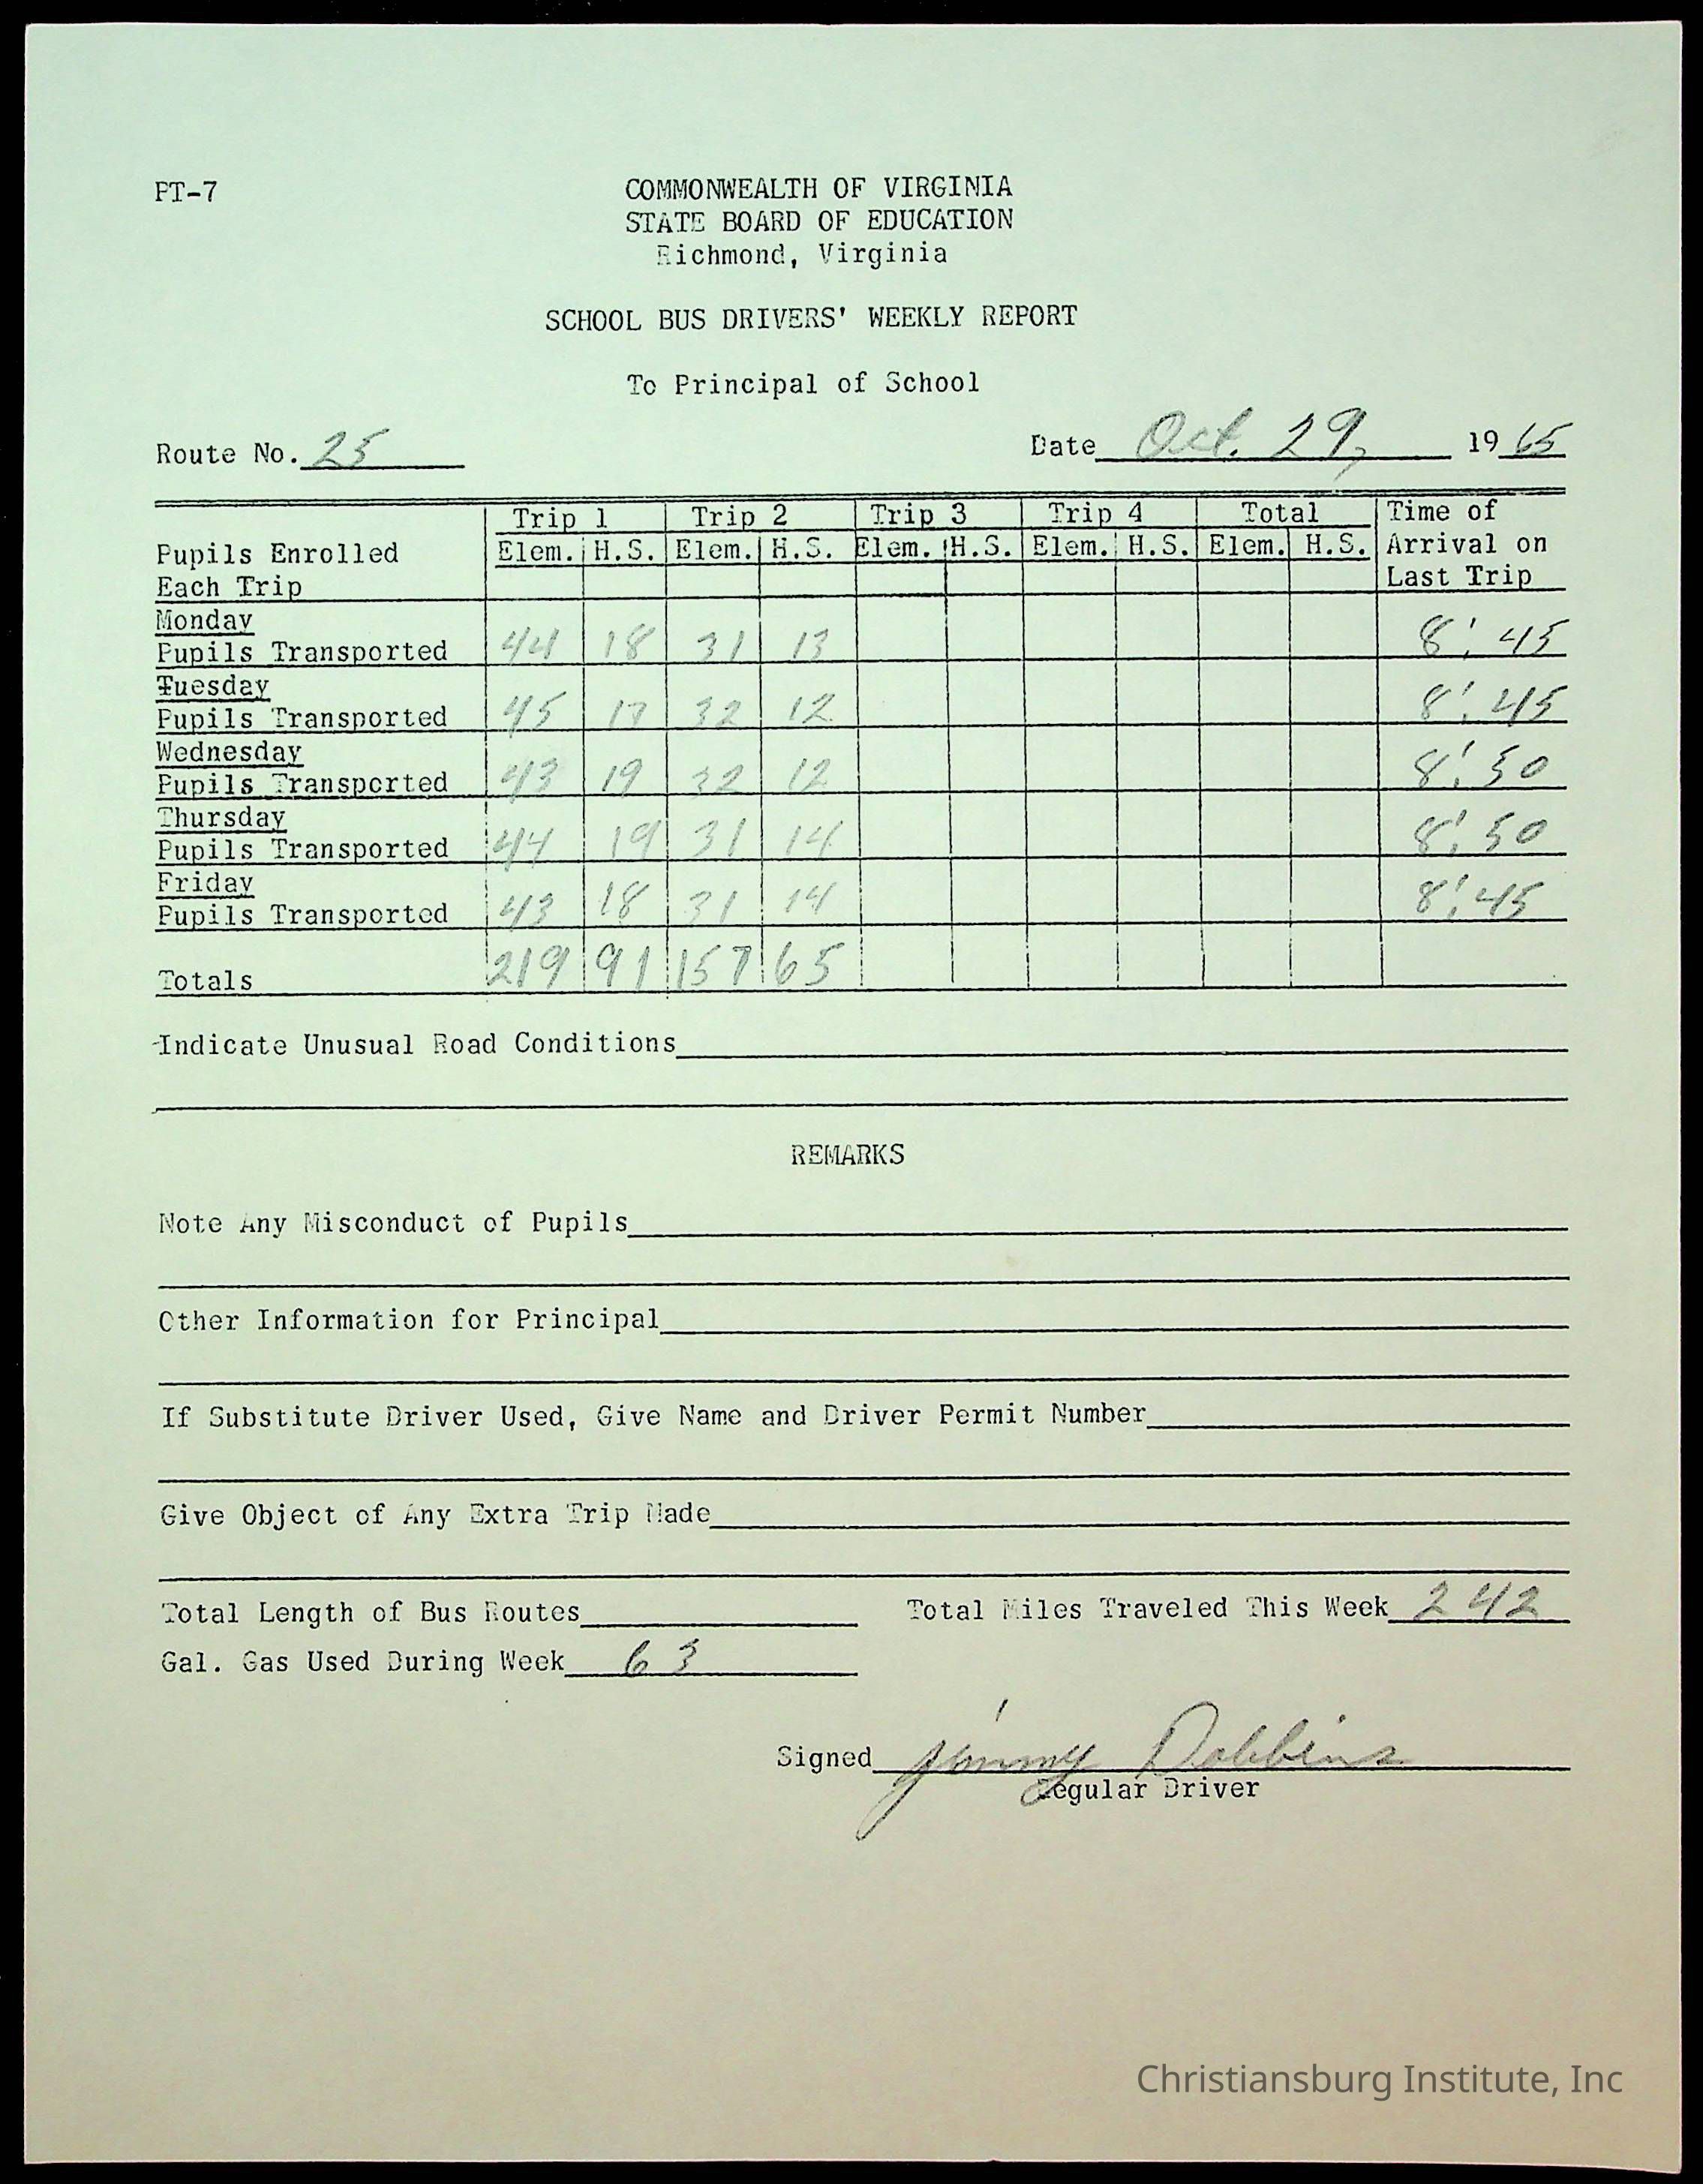 PT-7
COMMONWEALTH OF VIRGINIA
STATE BOARD OF EDUCATION
Richmond, Virginia
SCHOOL BUS DRIVERS' WEEKLY REPORT
To Principal of School
Route No. 25 Date Oct. 29, 1965
Trip 1 Trip 2 Trip 3 Trip 4 Total Time of
Pupils Enrolled Elem. H.S. Elem. H.S. Elem. H.S. Elem. H.S. Elem. H.S. Arrival on
Each Trip Last Trip
Monday
Pupils Transported 44 18 31 13 8:45
Tuesday
Pupils Transported 45 17 32 12 8:45
Wednesday
Pupils Transported 43 19 32 12 8:50
Thursday
Pupils Transported 44 19 31 14 8:50
Friday
Pupils Transported 43 18 31 14 8:45
Totals 219 91 157 65
Indicate Unusual Road Conditions
REMARKS
Note Any Misconduct of Pupils
Other Information for Principal
If Substitute Driver Used, Give Name and Driver Permit Number
Give Object of Any Extra Trip Made
Total Length of Bus Routes Total Miles Traveled This Week 242
Gal. Gas Used During Week 63
Signed Jimmy Dobbins
Regular Driver
Christiansburg Institute, Inc